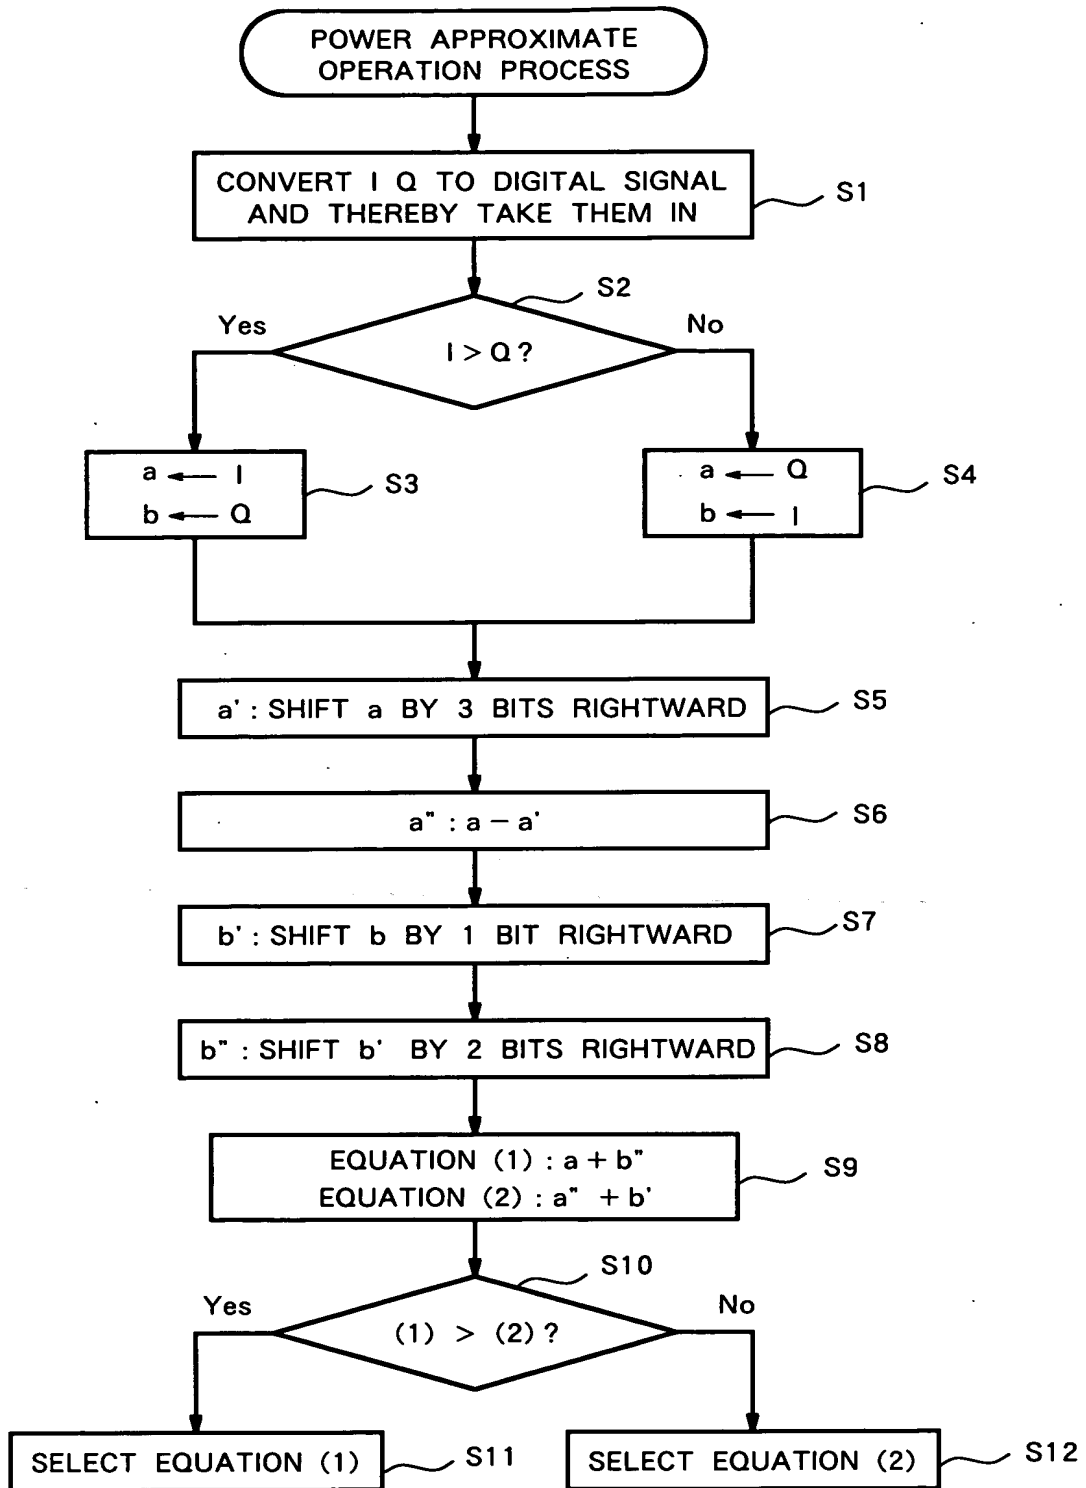 POWER APPROXIMATE
OPERATION PROCESS
CONVERT I Q TO DIGITAL SIGNAL
AND THEREBY TAKE THEM IN
S1
S2
Yes
No
I > Q ?
a ← I
b ← Q
S3
a ← Q
b ← I
S4
a' : SHIFT a BY 3 BITS RIGHTWARD
S5
a" : a − a'
S6
b' : SHIFT b BY 1 BIT RIGHTWARD
S7
b" : SHIFT b' BY 2 BITS RIGHTWARD
S8
EQUATION (1) : a + b"
EQUATION (2) : a" + b'
S9
S10
Yes
No
(1) > (2) ?
SELECT EQUATION (1)
S11
SELECT EQUATION (2)
S12